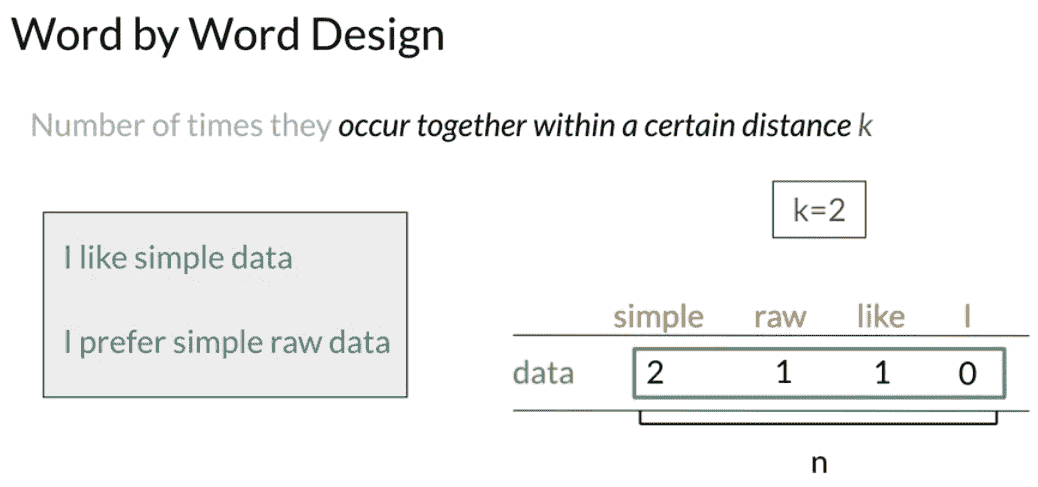 Word by Word Design
Number of times they occur together within a certain distance k
I like simple data
I prefer simple raw data
k=2
simple raw like I
data 2 1 1 0
n